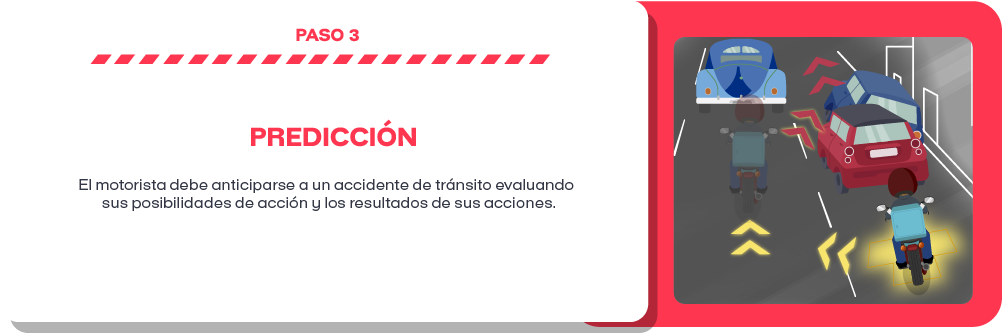 PASO 3
PREDICCIÓN
El motorista debe anticiparse a un accidente de tránsito evaluando
sus posibilidades de acción y los resultados de sus acciones.